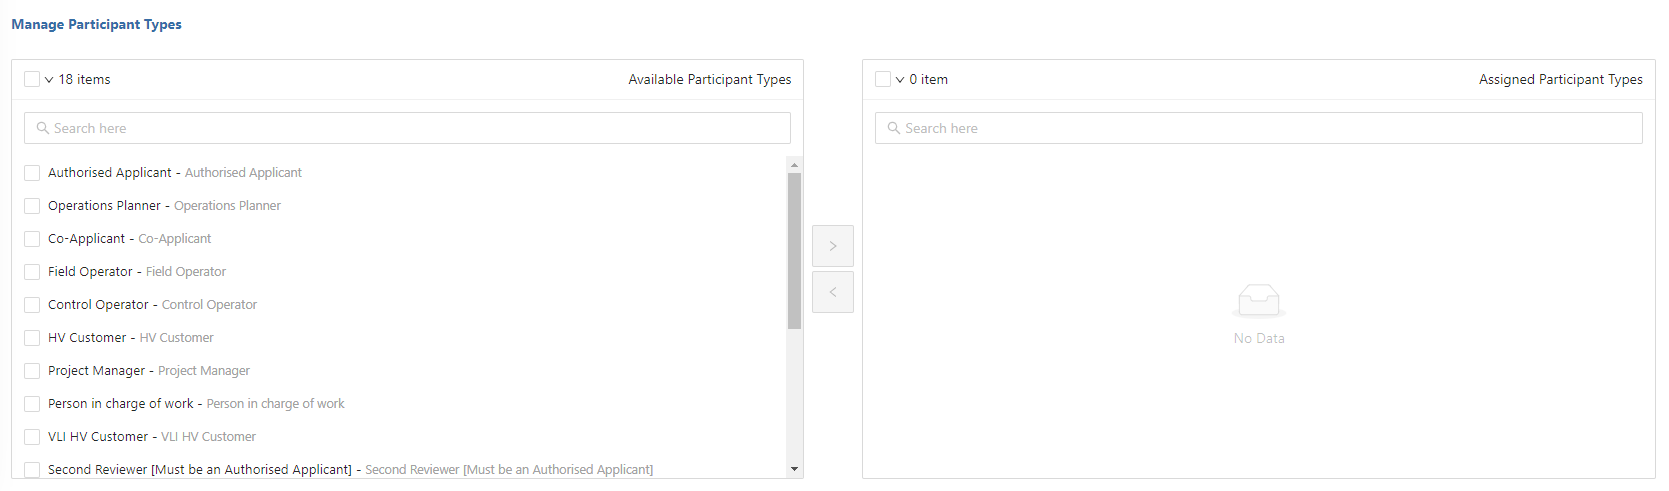 Manage Participant Types
18 items
Available Participant Types
Search here
Authorised Applicant - Authorised Applicant
Operations Planner - Operations Planner
Co-Applicant - Co-Applicant
Field Operator - Field Operator
Control Operator - Control Operator
HV Customer - HV Customer
Project Manager - Project Manager
Person in charge of work - Person in charge of work
VLI HV Customer - VLI HV Customer
Second Reviewer [Must be an Authorised Applicant] - Second Reviewer [Must be an Authorised Applicant]
0 item
Assigned Participant Types
Search here
No Data